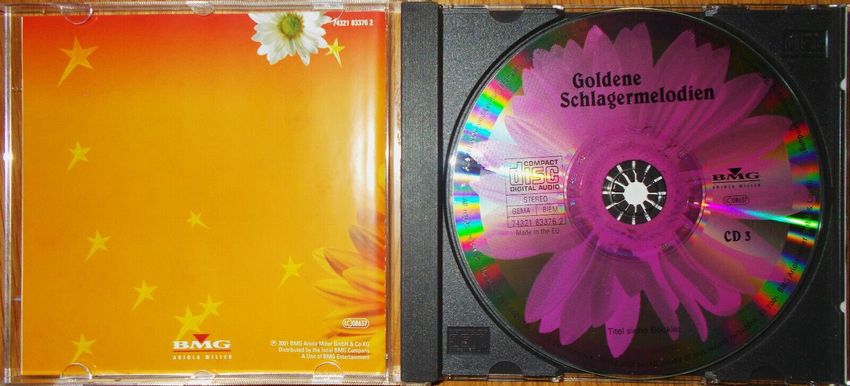 74321 83376 2
BMG
ARIOLA MILLER
℗ 2001 BMG Ariola Miller GmbH & Co KG
Distributed by the local BMG Company
A Unit of BMG Entertainment
LC 08637
Goldene
Schlagermelodien
COMPACT
disc
DIGITAL AUDIO
STEREO
GEMA BIEM
74321 83376 2
Made in the EU
BMG
ARIOLA MILLER
LC 08637
CD 3
Titel siehe Booklet